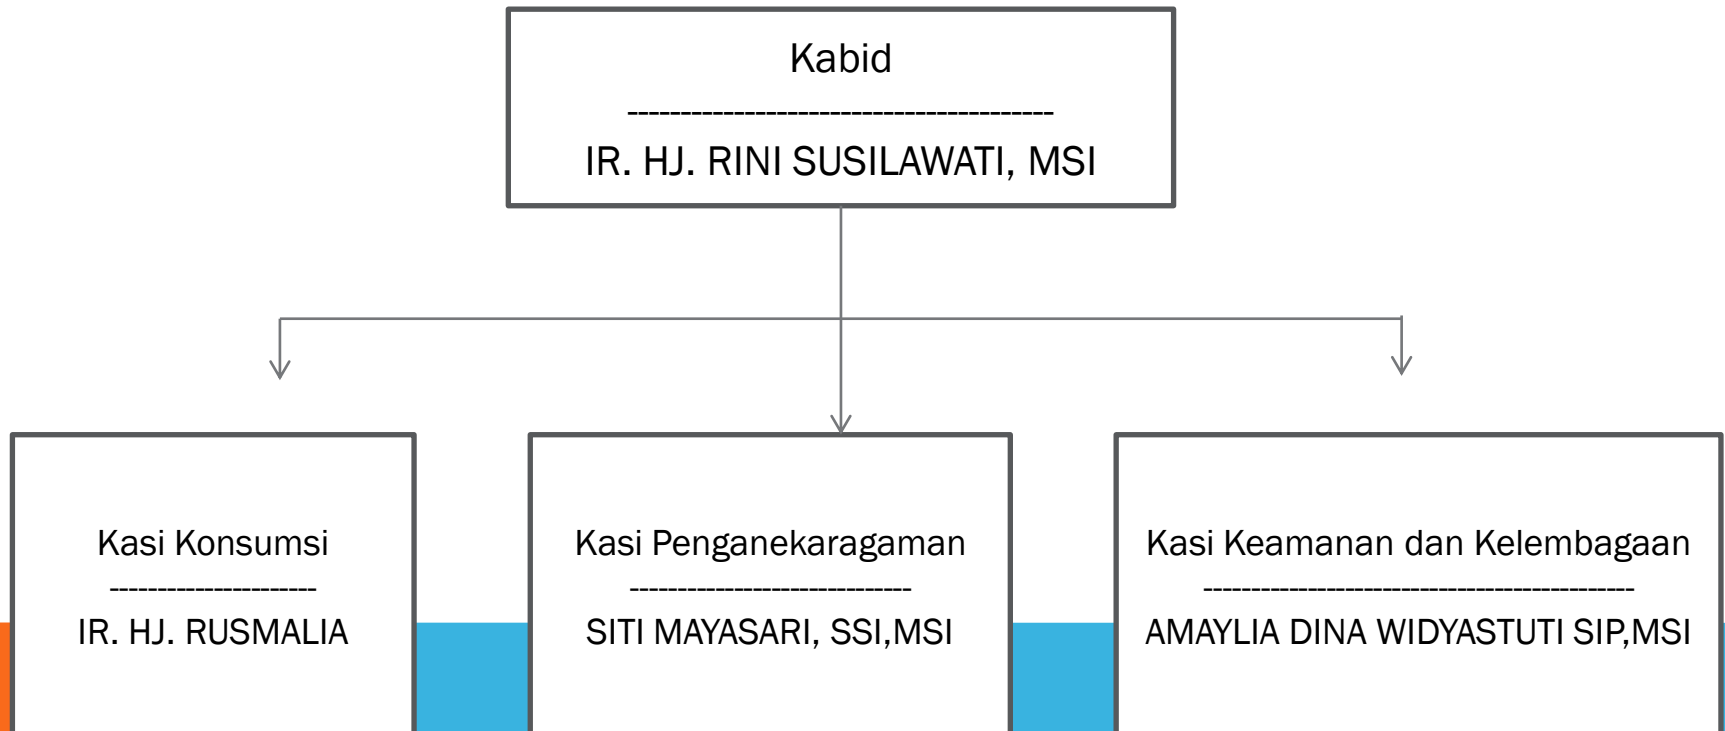 Kabid
----------------------------------------
IR. HJ. RINI SUSILAWATI, MSI
Kasi Konsumsi
----------------------
IR. HJ. RUSMALIA
Kasi Penganekaragaman
------------------------------
SITI MAYASARI, SSI,MSI
Kasi Keamanan dan Kelembagaan
----------------------------------------------
AMAYLIA DINA WIDYASTUTI SIP,MSI